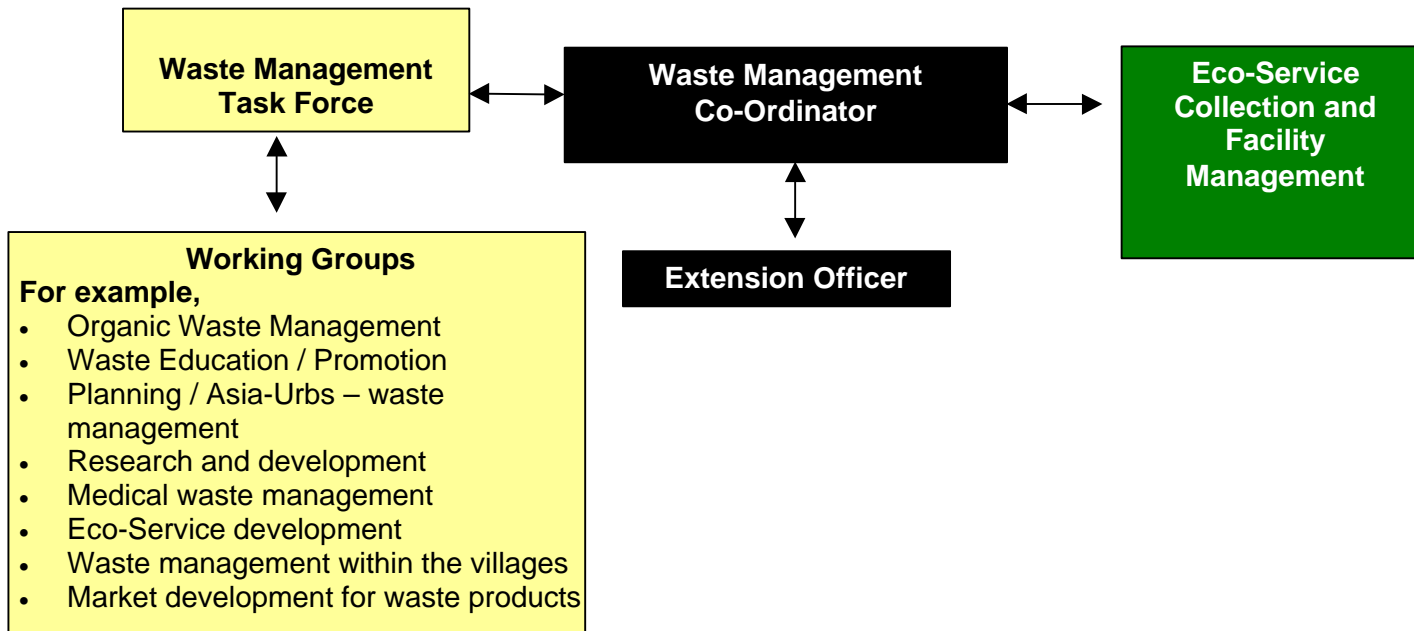 Waste Management
Task Force
Waste Management
Co-Ordinator
Eco-Service
Collection and
Facility
Management
Working Groups
For example,
• Organic Waste Management
• Waste Education / Promotion
• Planning / Asia-Urbs – waste
management
• Research and development
• Medical waste management
• Eco-Service development
• Waste management within the villages
• Market development for waste products
Extension Officer